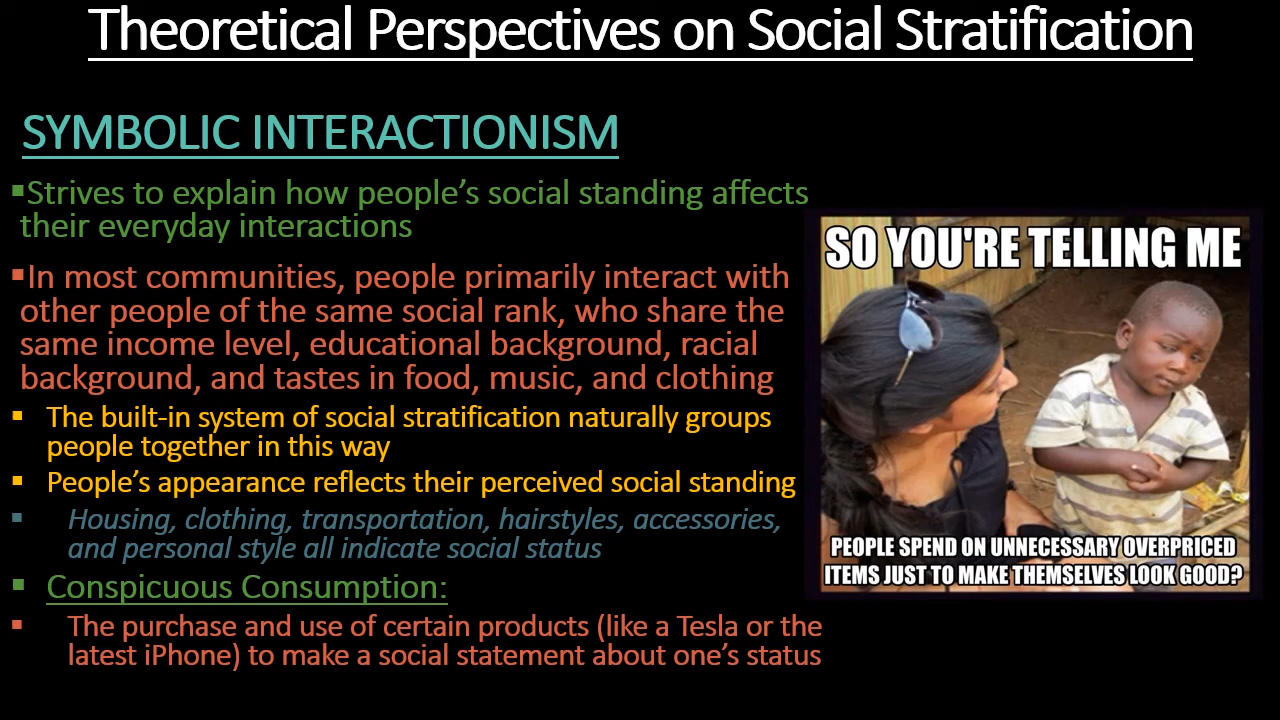 Theoretical Perspectives on Social Stratification
SYMBOLIC INTERACTIONISM
▪Strives to explain how people’s social standing affects
their everyday interactions
▪In most communities, people primarily interact with
other people of the same social rank, who share the
same income level, educational background, racial
background, and tastes in food, music, and clothing
▪ The built-in system of social stratification naturally groups
people together in this way
▪ People’s appearance reflects their perceived social standing
▪ Housing, clothing, transportation, hairstyles, accessories,
and personal style all indicate social status
▪ Conspicuous Consumption:
▪ The purchase and use of certain products (like a Tesla or the
latest iPhone) to make a social statement about one’s status
SO YOU'RE TELLING ME
PEOPLE SPEND ON UNNECESSARY OVERPRICED
ITEMS JUST TO MAKE THEMSELVES LOOK GOOD?